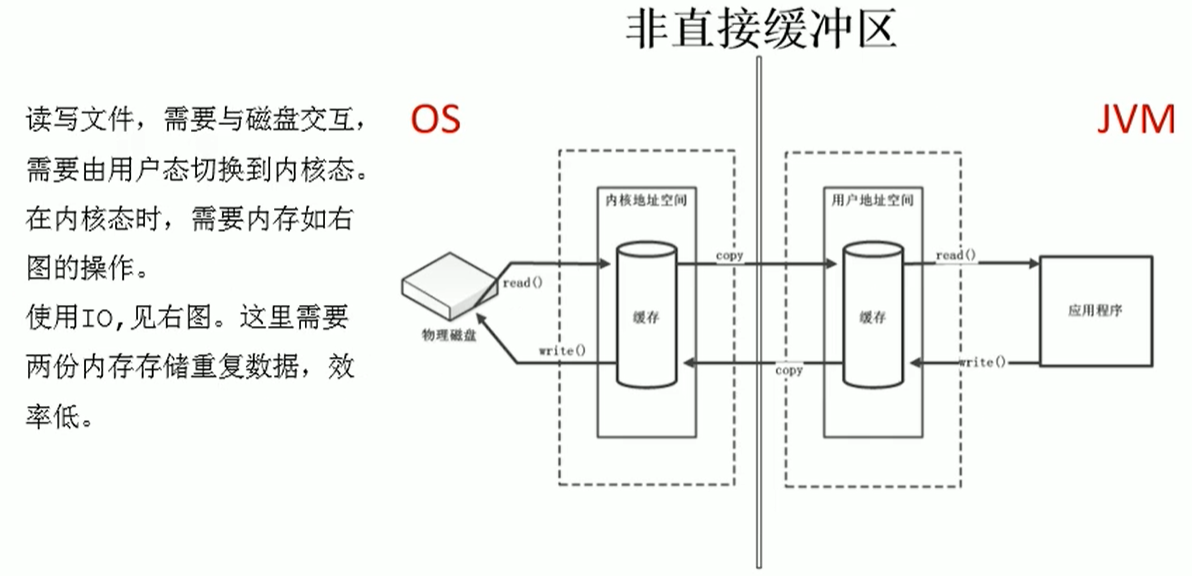 非直接缓冲区
读写文件，需要与磁盘交互，
需要由用户态切换到内核态。
在内核态时，需要内存如右
图的操作。
使用IO,见右图。这里需要
两份内存存储重复数据，效
率低。
OS
JVM
内核地址空间
用户地址空间
copy
read()
read()
物理磁盘
缓存
缓存
应用程序
write()
copy
write()